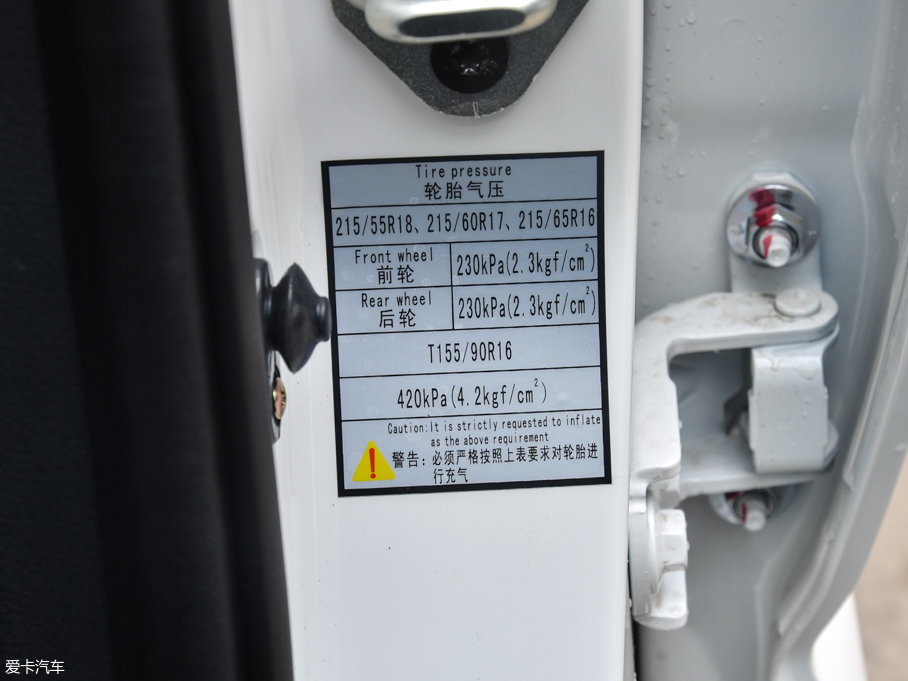 Tire pressure
轮胎气压
215/55R18、215/60R17、215/65R16
Front wheel
前轮
230kPa(2.3kgf/cm²)
Rear wheel
后轮
230kPa(2.3kgf/cm²)
T155/90R16
420kPa(4.2kgf/cm²)
Caution:It is strictly requested to inflate
as the above requirement
警告：必须严格按照上表要求对轮胎进
行充气
爱卡汽车